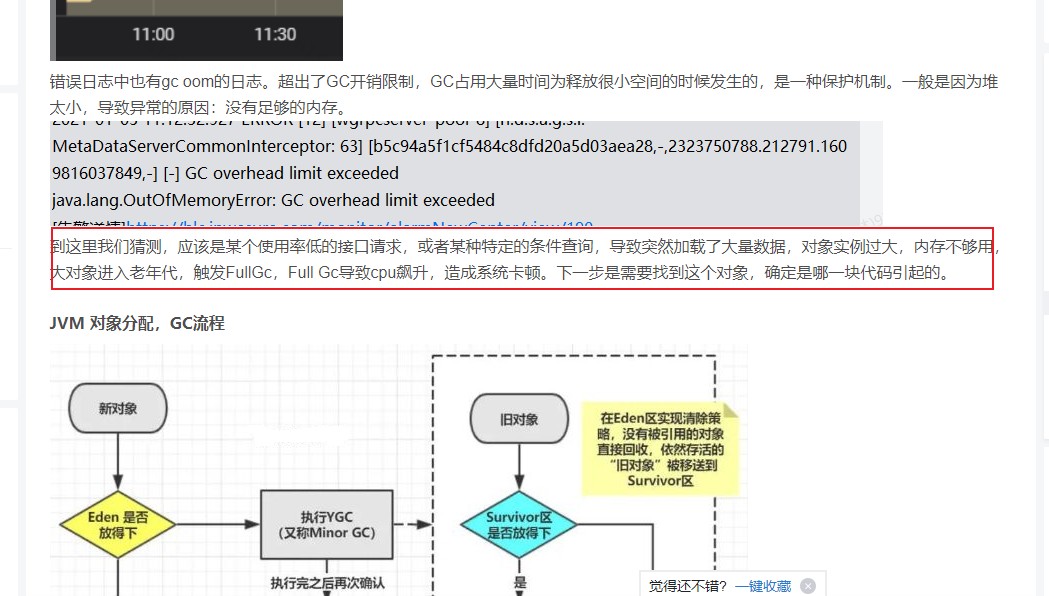 11:00 11:30
错误日志中也有gc oom的日志。超出了GC开销限制，GC占用大量时间为释放很小空间的时候发生的，是一种保护机制。一般是因为堆
太小，导致异常的原因：没有足够的内存。
MetaDataServerCommonInterceptor: 63] [b5c94a5f1cf5484c8dfd20a5d03aea28,-,2323750788.212791.160
9816037849,-] [-] GC overhead limit exceeded
java.lang.OutOfMemoryError: GC overhead limit exceeded
到这里我们猜测，应该是某个使用率低的接口请求，或者某种特定的条件查询，导致突然加载了大量数据，对象实例过大，内存不够用，
大对象进入老年代，触发FullGc，Full Gc导致cpu飙升，造成系统卡顿。下一步是需要找到这个对象，确定是哪一块代码引起的。
JVM 对象分配，GC流程
新对象
旧对象
在Eden区实现清除策
略，没有被引用的对象
直接回收，依然存活的
“旧对象”被移送到
Survivor区
Eden 是否
放得下
执行YGC
(又称Minor GC)
Survivor区
是否放得下
执行完之后再次确认
是
觉得还不错? 一键收藏